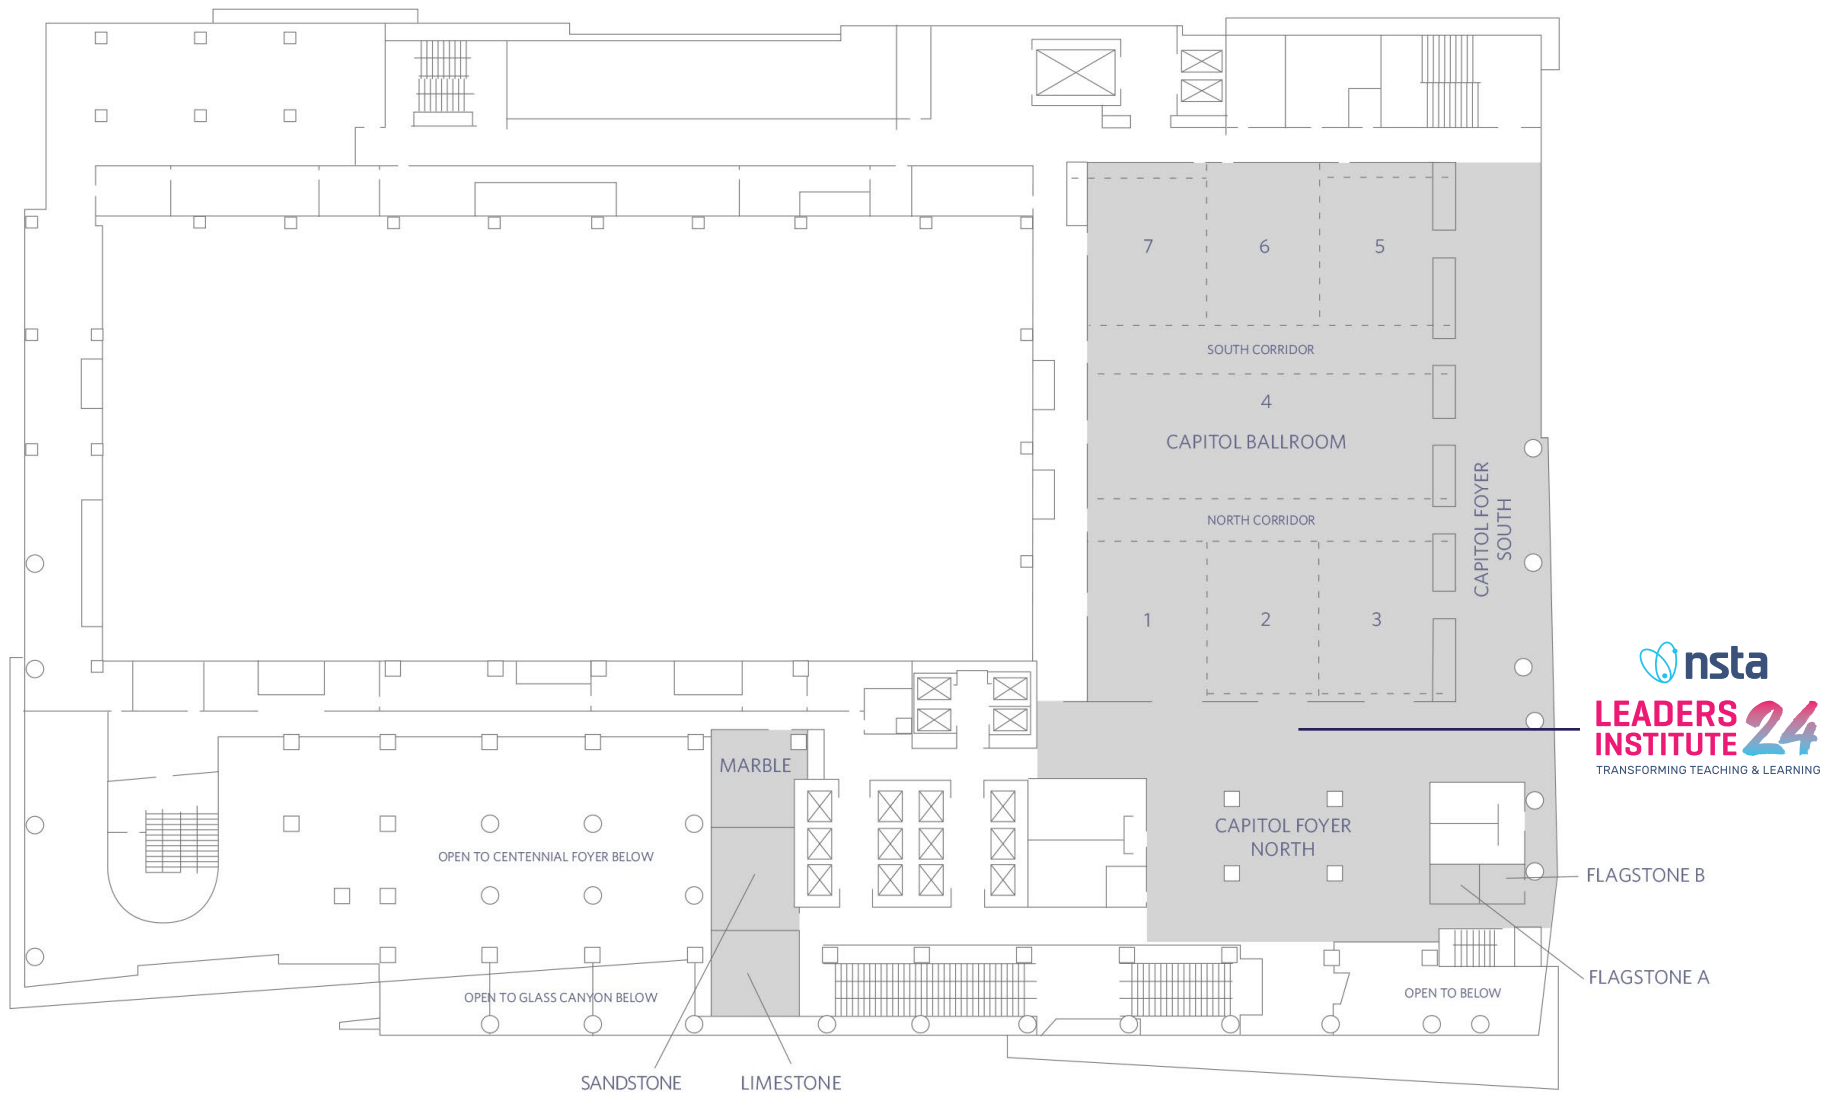 7
6
5
SOUTH CORRIDOR
4
CAPITOL BALLROOM
NORTH CORRIDOR
CAPITOL FOYER
SOUTH
1
2
3
nsta
LEADERS
INSTITUTE 24
TRANSFORMING TEACHING & LEARNING
MARBLE
CAPITOL FOYER
NORTH
OPEN TO CENTENNIAL FOYER BELOW
FLAGSTONE B
FLAGSTONE A
OPEN TO GLASS CANYON BELOW
OPEN TO BELOW
SANDSTONE
LIMESTONE